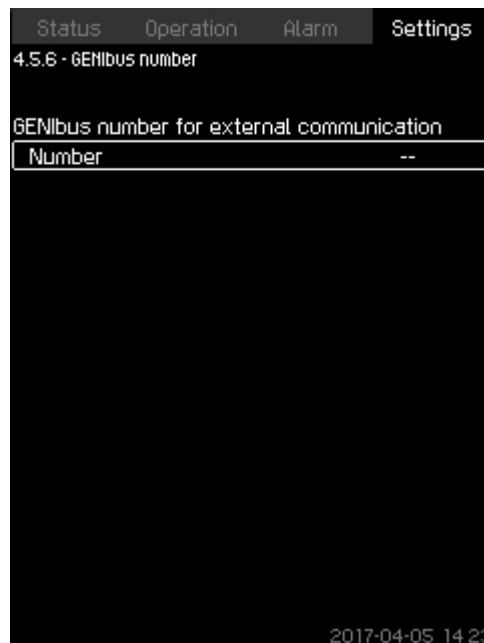 Status Operation Alarm Settings
4.5.6 - GENIbus number
GENIbus number for external communication
Number --
2017-04-05 14:23